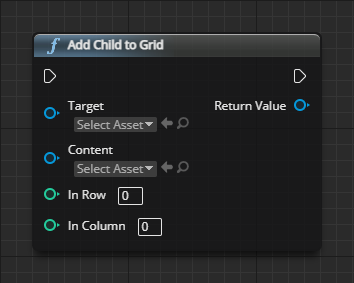 f Add Child to Grid
Target Return Value
Select Asset
Content
Select Asset
In Row 0
In Column 0